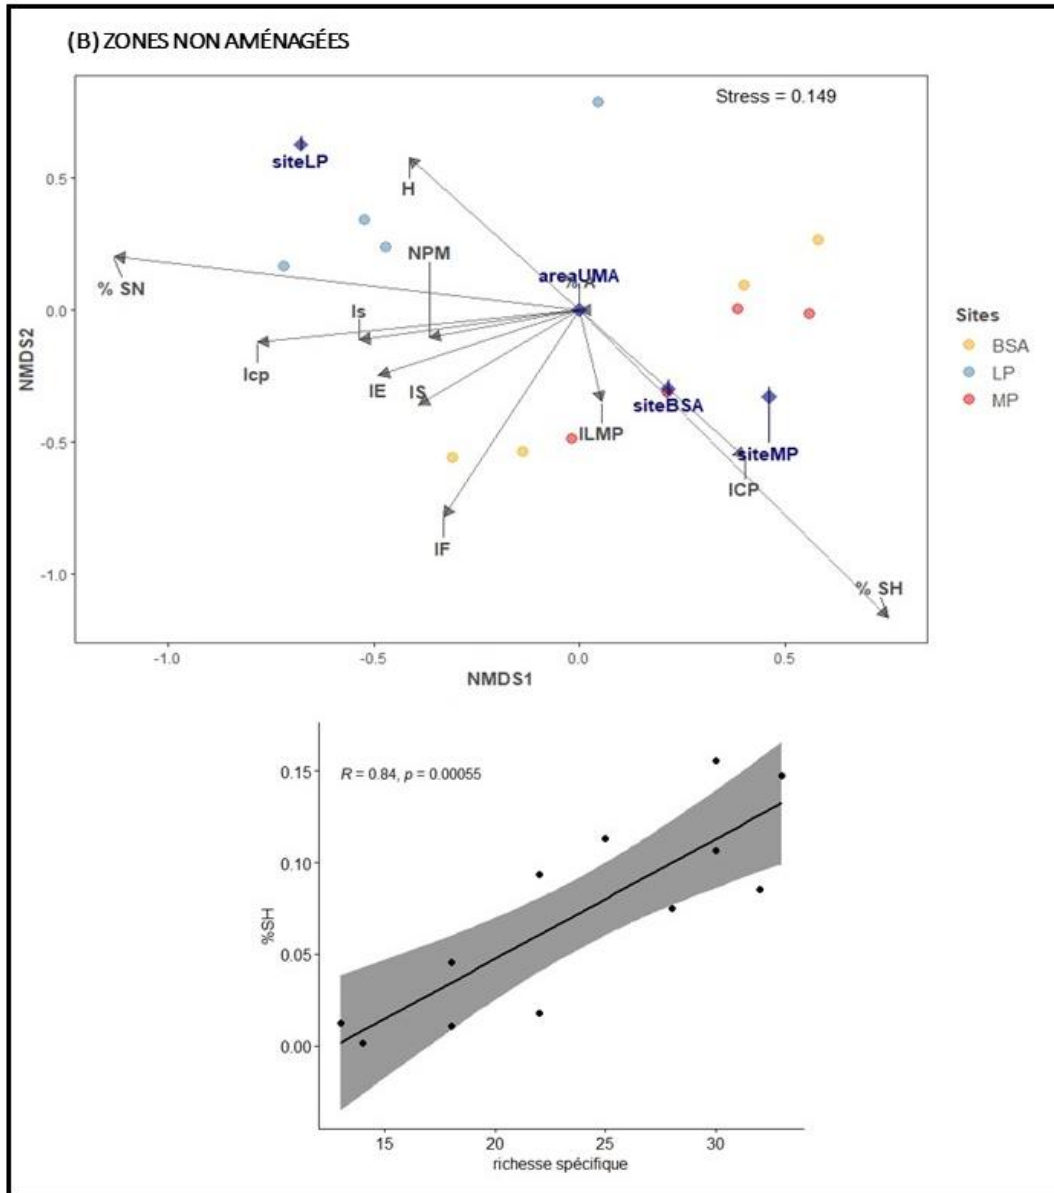 (B) ZONES NON AMÉNAGÉES
Stress = 0.149
siteLP
H
NPM
% SN
areaUMA
% A
Is
Icp
IE
IS
siteBSA
ILMP
siteMP
ICP
IF
% SH
0.5
0.0
-0.5
-1.0
NMDS2
-1.0
-0.5
0.0
0.5
NMDS1
Sites
BSA
LP
MP
R = 0.84, p = 0.00055
0.15
0.10
0.05
0.00
%SH
15
20
25
30
richesse spécifique